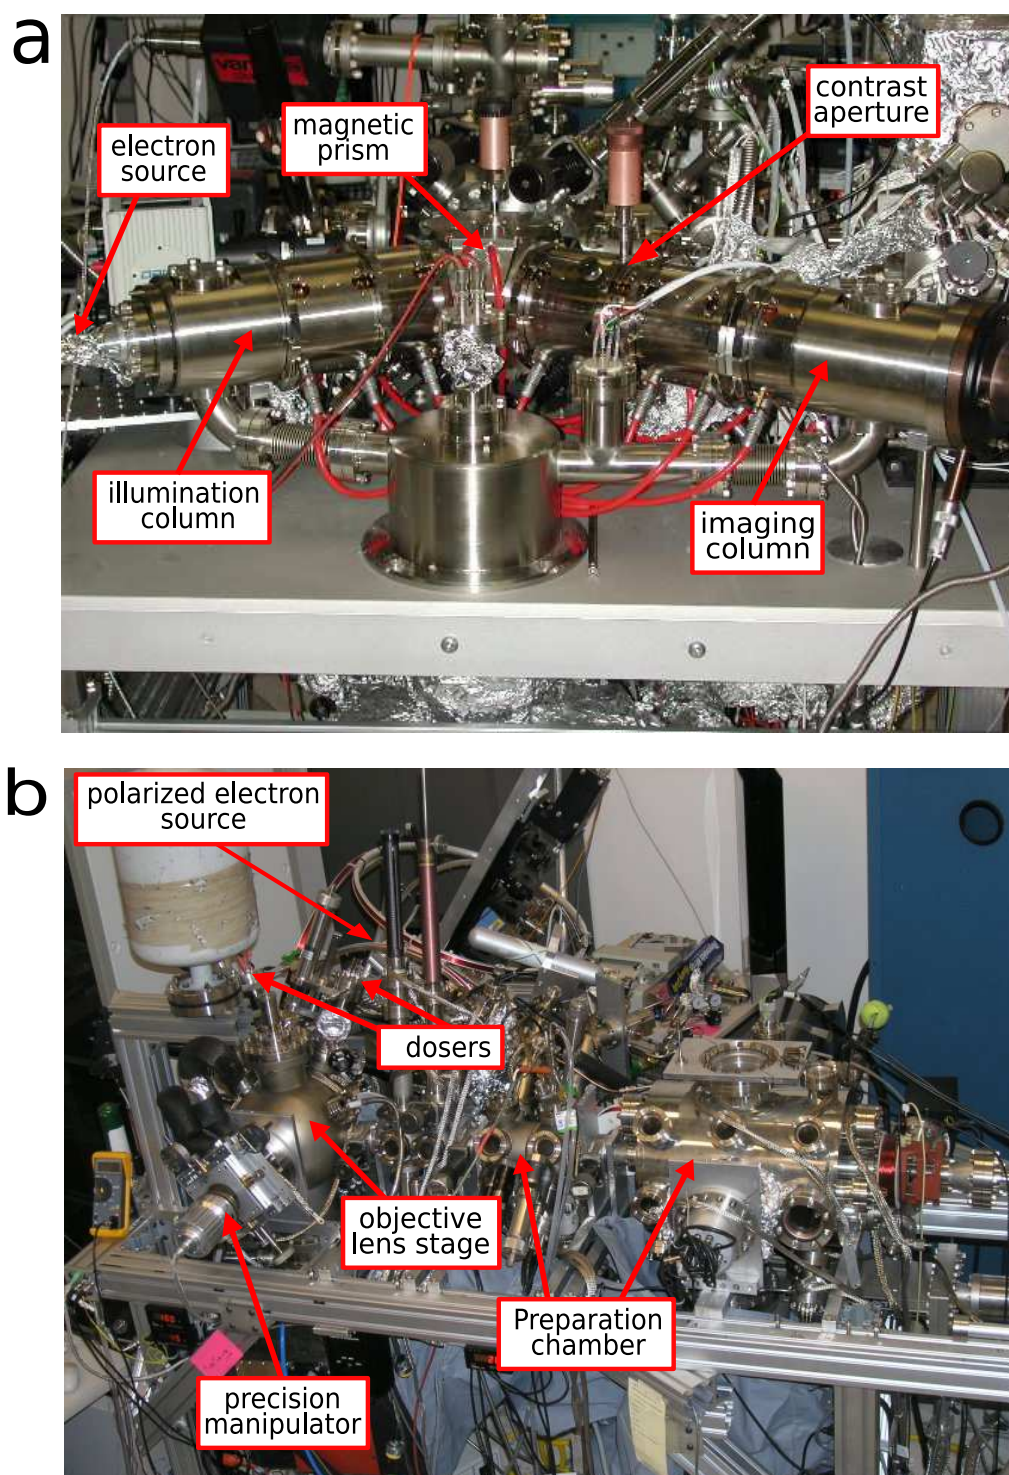 a
contrast
aperture
magnetic
prism
electron
source
illumination
column
imaging
column
b
polarized electron
source
dosers
objective
lens stage
Preparation
chamber
precision
manipulator